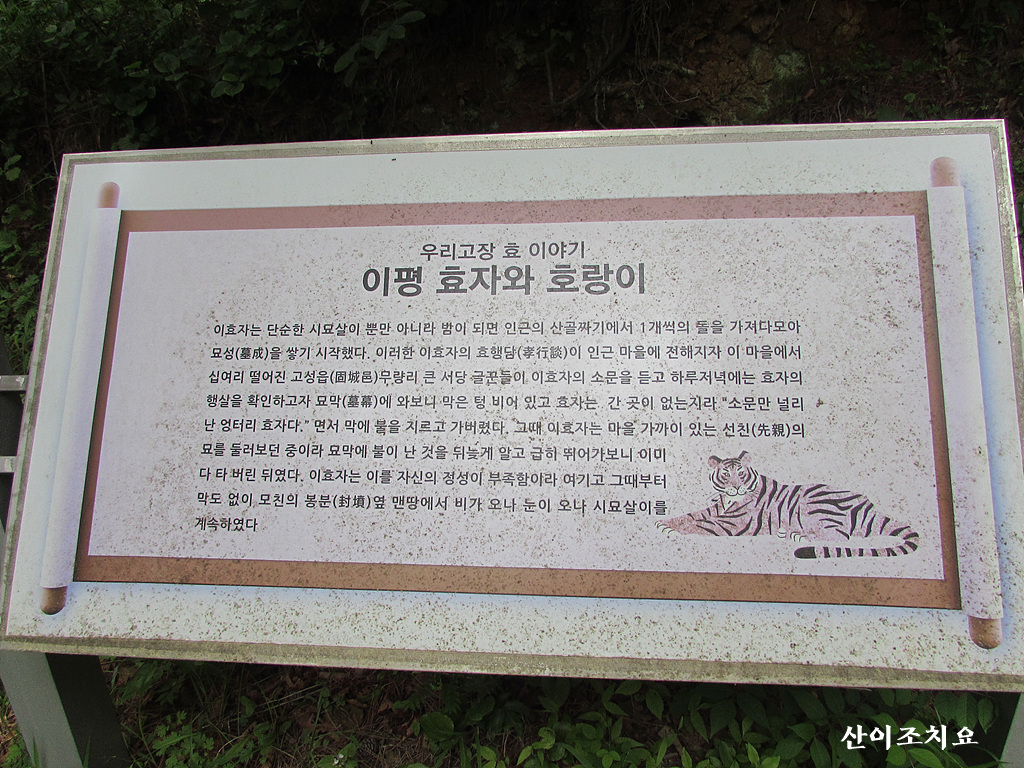 우리고장 효 이야기
이평 효자와 호랑이
이효자는 단순한 시묘살이 뿐만 아니라 밤이 되면 인근의 산골짜기에서 1개씩의 돌을 가져다모아
묘성(墓成)을 쌓기 시작했다. 이러한 이효자의 효행담(孝行談)이 인근 마을에 전해지자 이 마을에서
십여리 떨어진 고성읍(固城邑)무량리 큰 서당 글꾼들이 이효자의 소문을 듣고 하루저녁에는 효자의
행실을 확인하고자 묘막(墓幕)에 와보니 막은 텅 비어 있고 효자는 간 곳이 없는지라 "소문만 널리
난 엉터리 효자다." 면서 막에 불을 지르고 가버렸다. 그때 이효자는 마을 가까이 있는 선친(先親)의
묘를 돌러보던 중이라 묘막에 불이 난 것을 뒤늦게 알고 급히 뛰어가보니 이미
다 타 버린 뒤였다. 이효자는 이를 자신의 정성이 부족함이라 여기고 그때부터
막도 없이 모친의 봉분(封墳)옆 맨땅에서 비가 오나 눈이 오나 시묘살이를
계속하였다
산이조치요